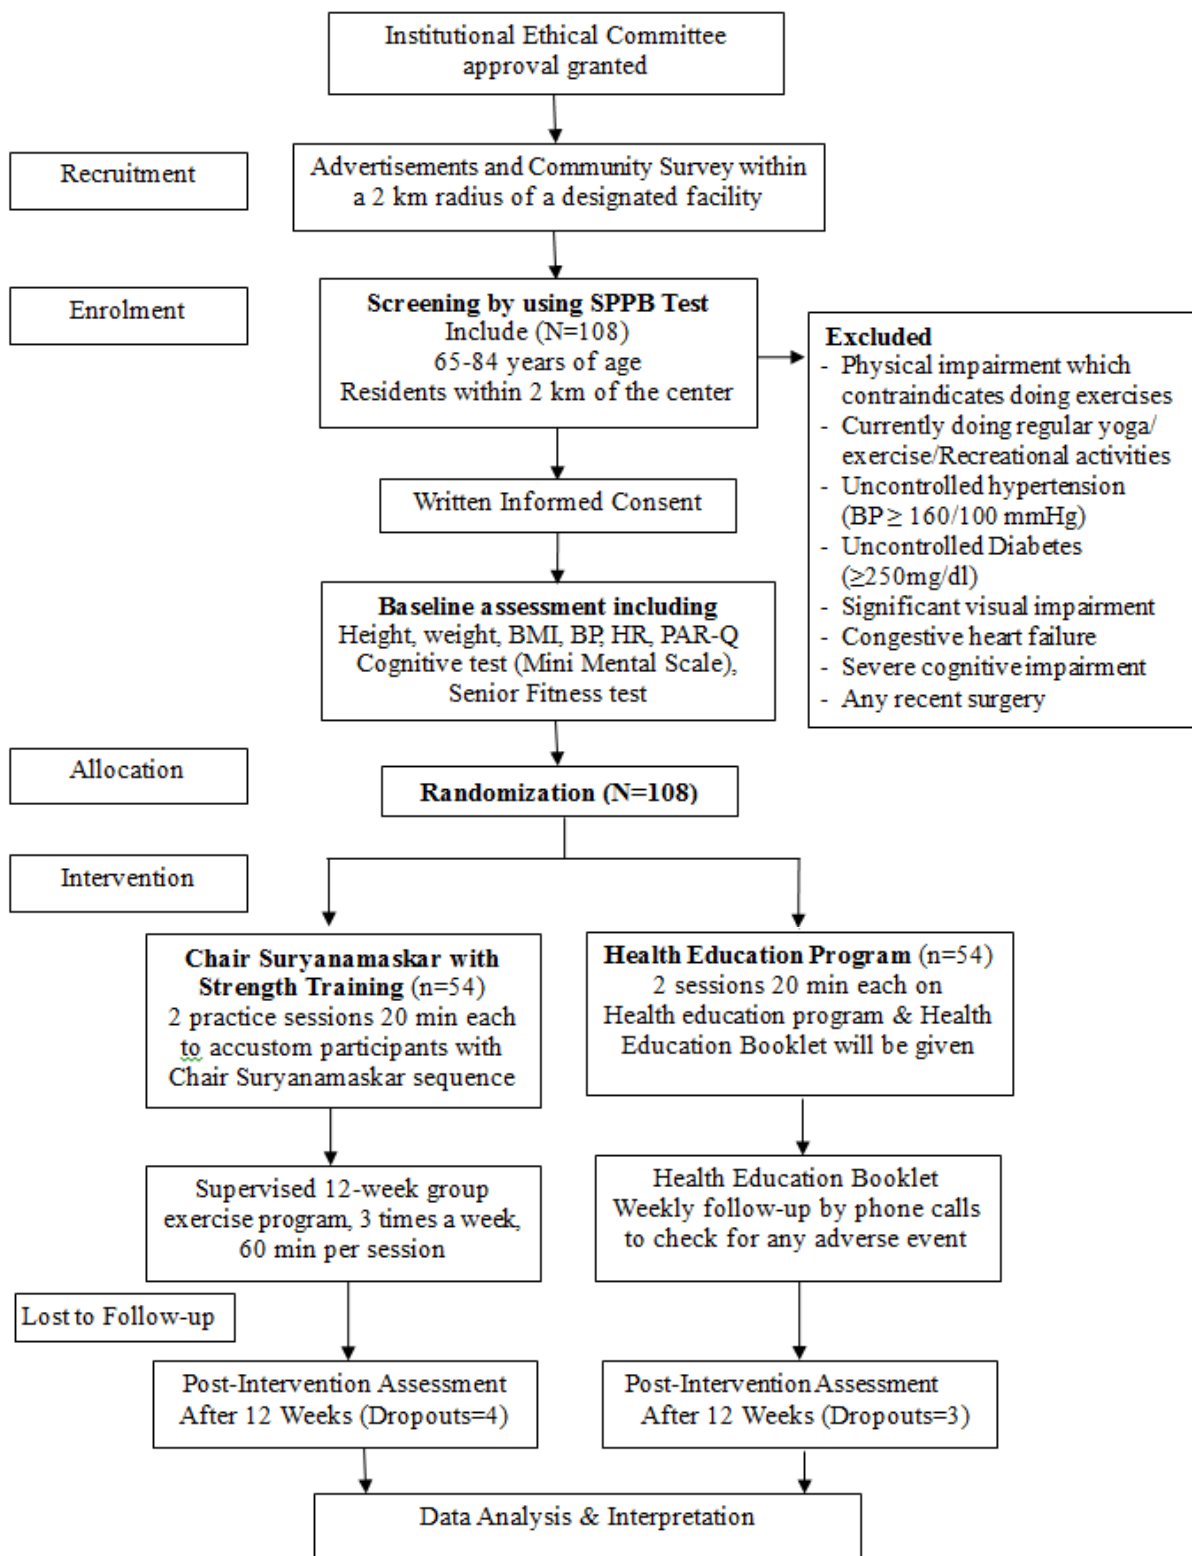 Institutional Ethical Committee
approval granted
Recruitment
Advertisements and Community Survey within
a 2 km radius of a designated facility
Enrolment
Screening by using SPPB Test
Include (N=108)
65-84 years of age
Residents within 2 km of the center
Excluded
- Physical impairment which
contraindicates doing exercises
- Currently doing regular yoga/
exercise/Recreational activities
- Uncontrolled hypertension
(BP ≥ 160/100 mmHg)
- Uncontrolled Diabetes
(≥250mg/dl)
- Significant visual impairment
- Congestive heart failure
- Severe cognitive impairment
- Any recent surgery
Written Informed Consent
Baseline assessment including
Height, weight, BMI, BP, HR, PAR-Q
Cognitive test (Mini Mental Scale),
Senior Fitness test
Allocation
Randomization (N=108)
Intervention
Chair Suryanamaskar with
Strength Training (n=54)
2 practice sessions 20 min each
to accustom participants with
Chair Suryanamaskar sequence
Health Education Program (n=54)
2 sessions 20 min each on
Health education program & Health
Education Booklet will be given
Supervised 12-week group
exercise program, 3 times a week,
60 min per session
Health Education Booklet
Weekly follow-up by phone calls
to check for any adverse event
Lost to Follow-up
Post-Intervention Assessment
After 12 Weeks (Dropouts=4)
Post-Intervention Assessment
After 12 Weeks (Dropouts=3)
Data Analysis & Interpretation